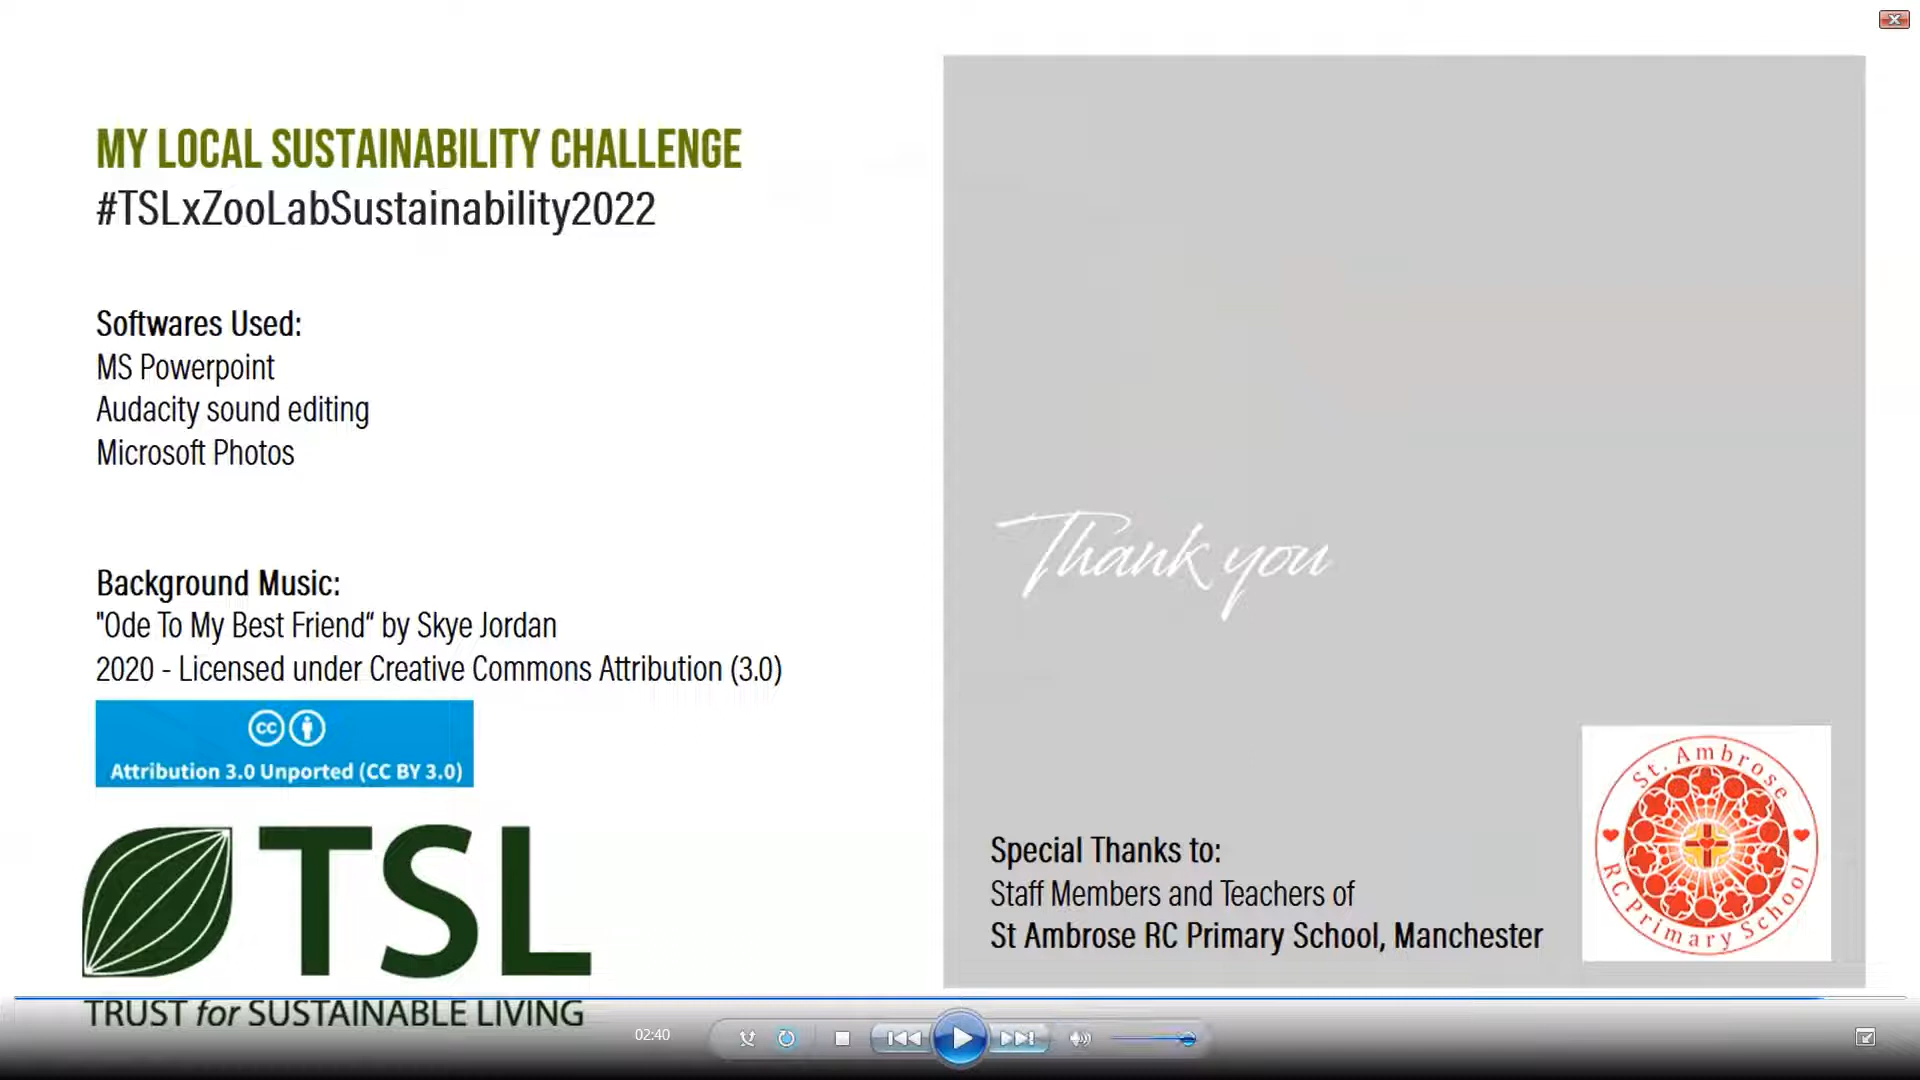 MY LOCAL SUSTAINABILITY CHALLENGE
#TSLxZooLabSustainability2022
Softwares Used:
MS Powerpoint
Audacity sound editing
Microsoft Photos
Background Music:
"Ode To My Best Friend“ by Skye Jordan
2020 - Licensed under Creative Commons Attribution (3.0)
cc
Attribution 3.0 Unported (CC BY 3.0)
TSL
TRUST for SUSTAINABLE LIVING
Thank you
Special Thanks to:
Staff Members and Teachers of
St Ambrose RC Primary School, Manchester
St. Ambrose
RC Primary School
02:40